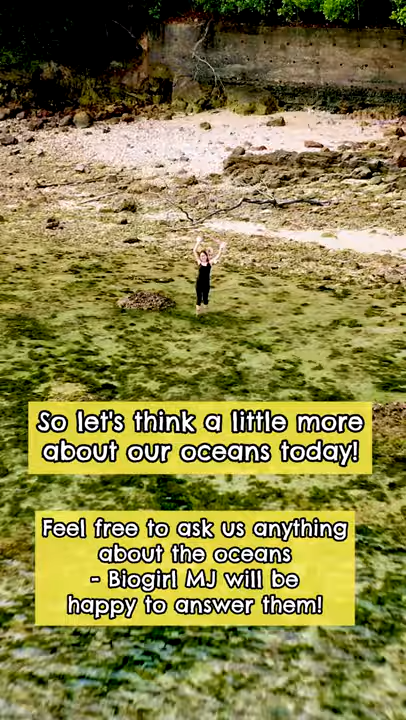 So let's think a little more
about our oceans today!
Feel free to ask us anything
about the oceans
- Biogirl MJ will be
happy to answer them!